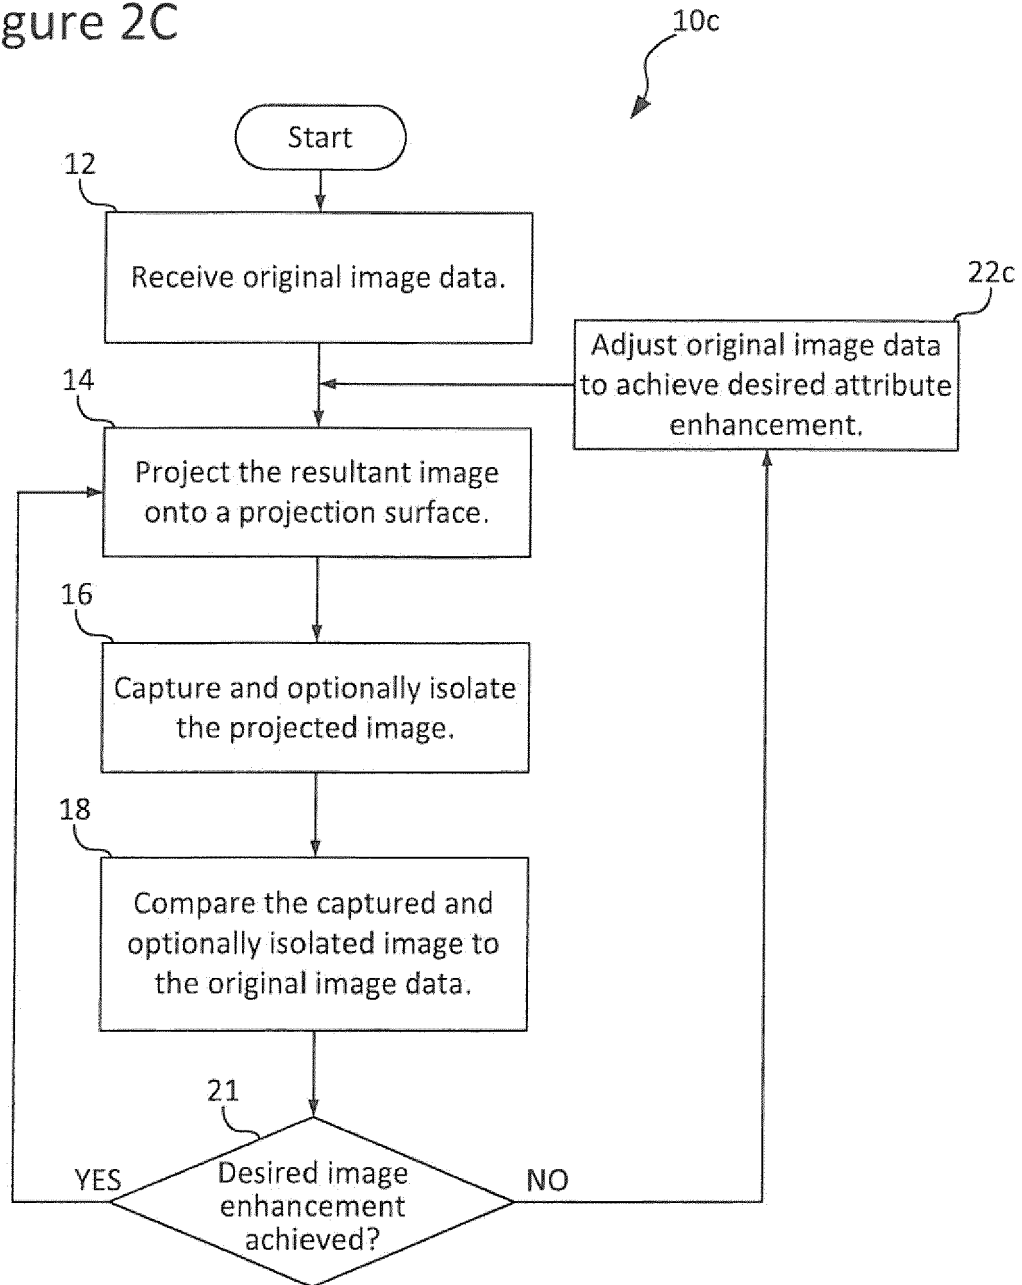 gure 2C
10c
Start
12
Receive original image data.
22c
Adjust original image data
to achieve desired attribute
enhancement.
14
Project the resultant image
onto a projection surface.
16
Capture and optionally isolate
the projected image.
18
Compare the captured and
optionally isolated image to
the original image data.
21
YES
Desired image
enhancement
achieved?
NO